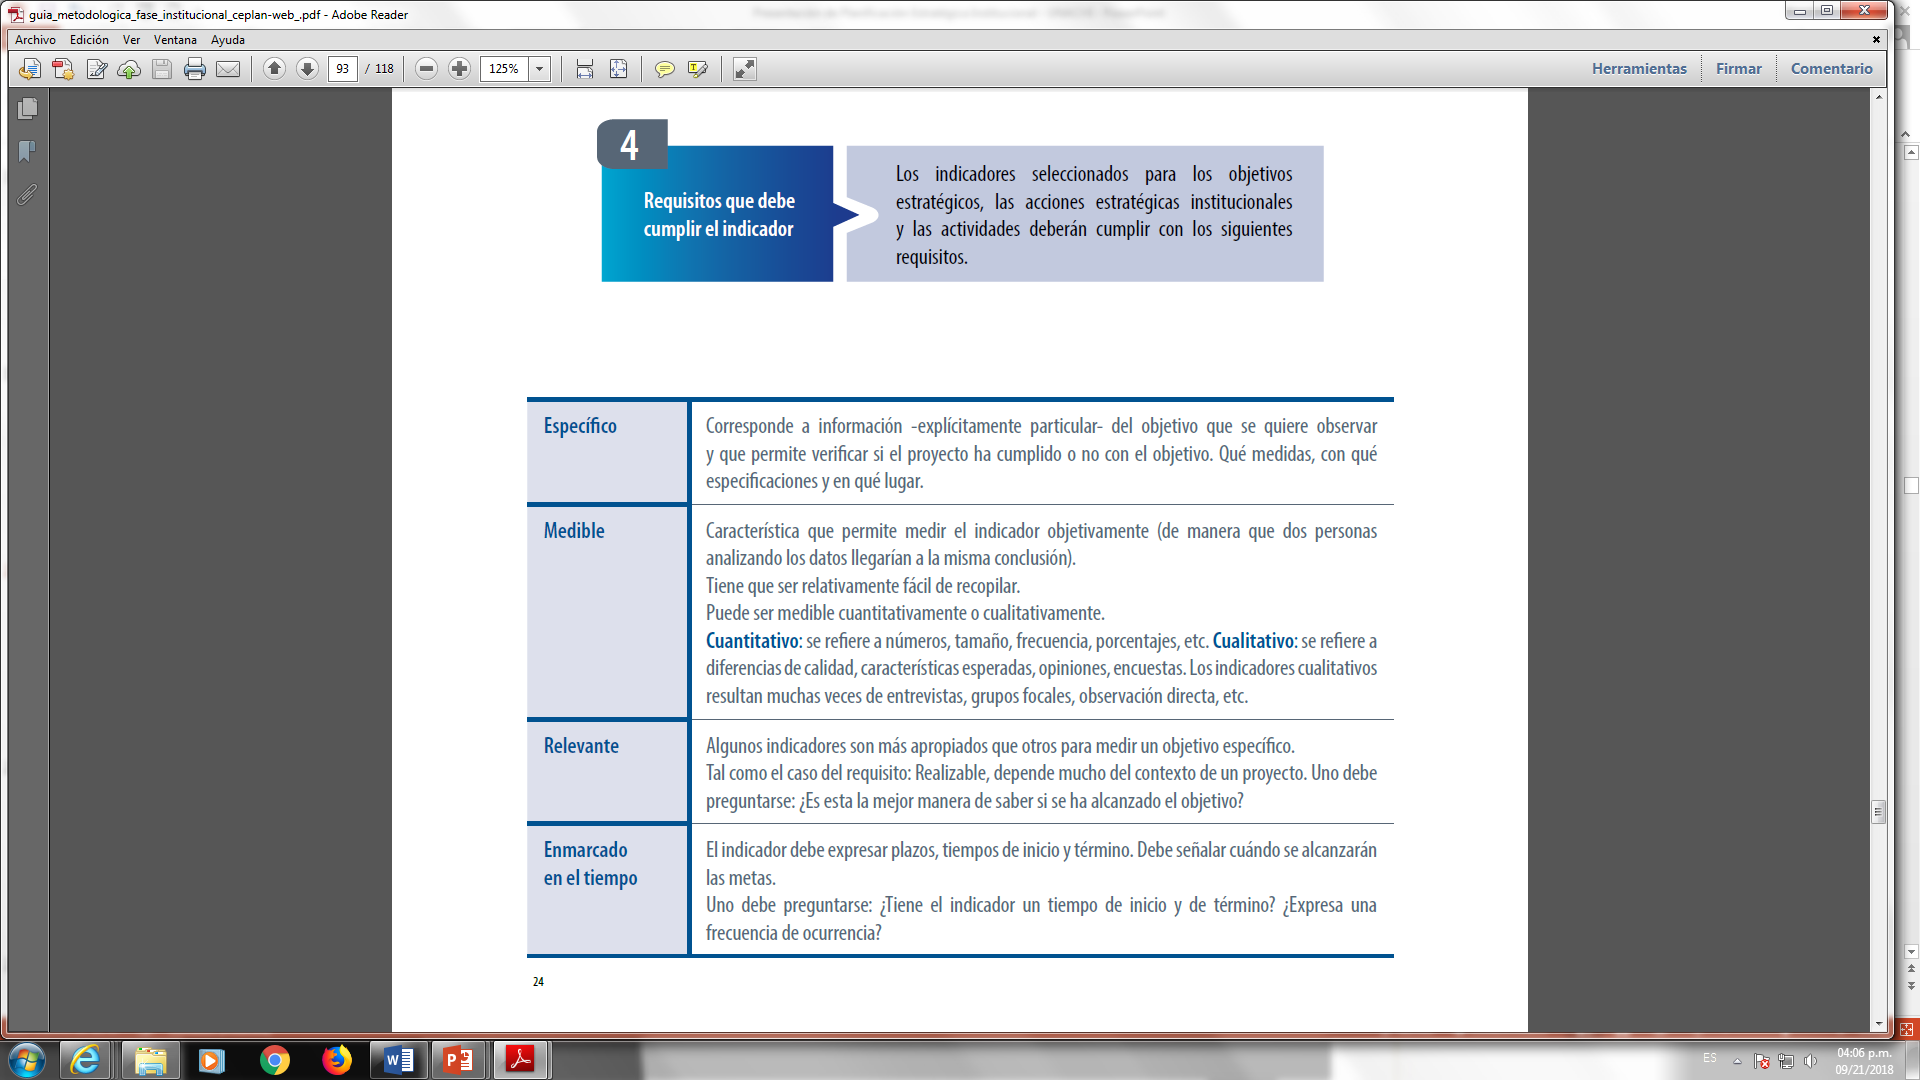 guia_metodologica_fase_institucional_ceplan-web_.pdf - Adobe Reader
Archivo Edición Ver Ventana Ayuda
93 / 118
125%
Herramientas Firmar Comentario
4
Requisitos que debe
cumplir el indicador
Los indicadores seleccionados para los objetivos
estratégicos, las acciones estratégicas institucionales
y las actividades deberán cumplir con los siguientes
requisitos.
Específico
Corresponde a información -explícitamente particular- del objetivo que se quiere observar
y que permite verificar si el proyecto ha cumplido o no con el objetivo. Qué medidas, con qué
especificaciones y en qué lugar.
Medible
Característica que permite medir el indicador objetivamente (de manera que dos personas
analizando los datos llegarían a la misma conclusión).
Tiene que ser relativamente fácil de recopilar.
Puede ser medible cuantitativamente o cualitativamente.
Cuantitativo: se refiere a números, tamaño, frecuencia, porcentajes, etc. Cualitativo: se refiere a
diferencias de calidad, características esperadas, opiniones, encuestas. Los indicadores cualitativos
resultan muchas veces de entrevistas, grupos focales, observación directa, etc.
Relevante
Algunos indicadores son más apropiados que otros para medir un objetivo específico.
Tal como el caso del requisito: Realizable, depende mucho del contexto de un proyecto. Uno debe
preguntarse: ¿Es esta la mejor manera de saber si se ha alcanzado el objetivo?
Enmarcado
en el tiempo
El indicador debe expresar plazos, tiempos de inicio y término. Debe señalar cuándo se alcanzarán
las metas.
Uno debe preguntarse: ¿Tiene el indicador un tiempo de inicio y de término? ¿Expresa una
frecuencia de ocurrencia?
24
ES
04:06 p.m.
09/21/2018